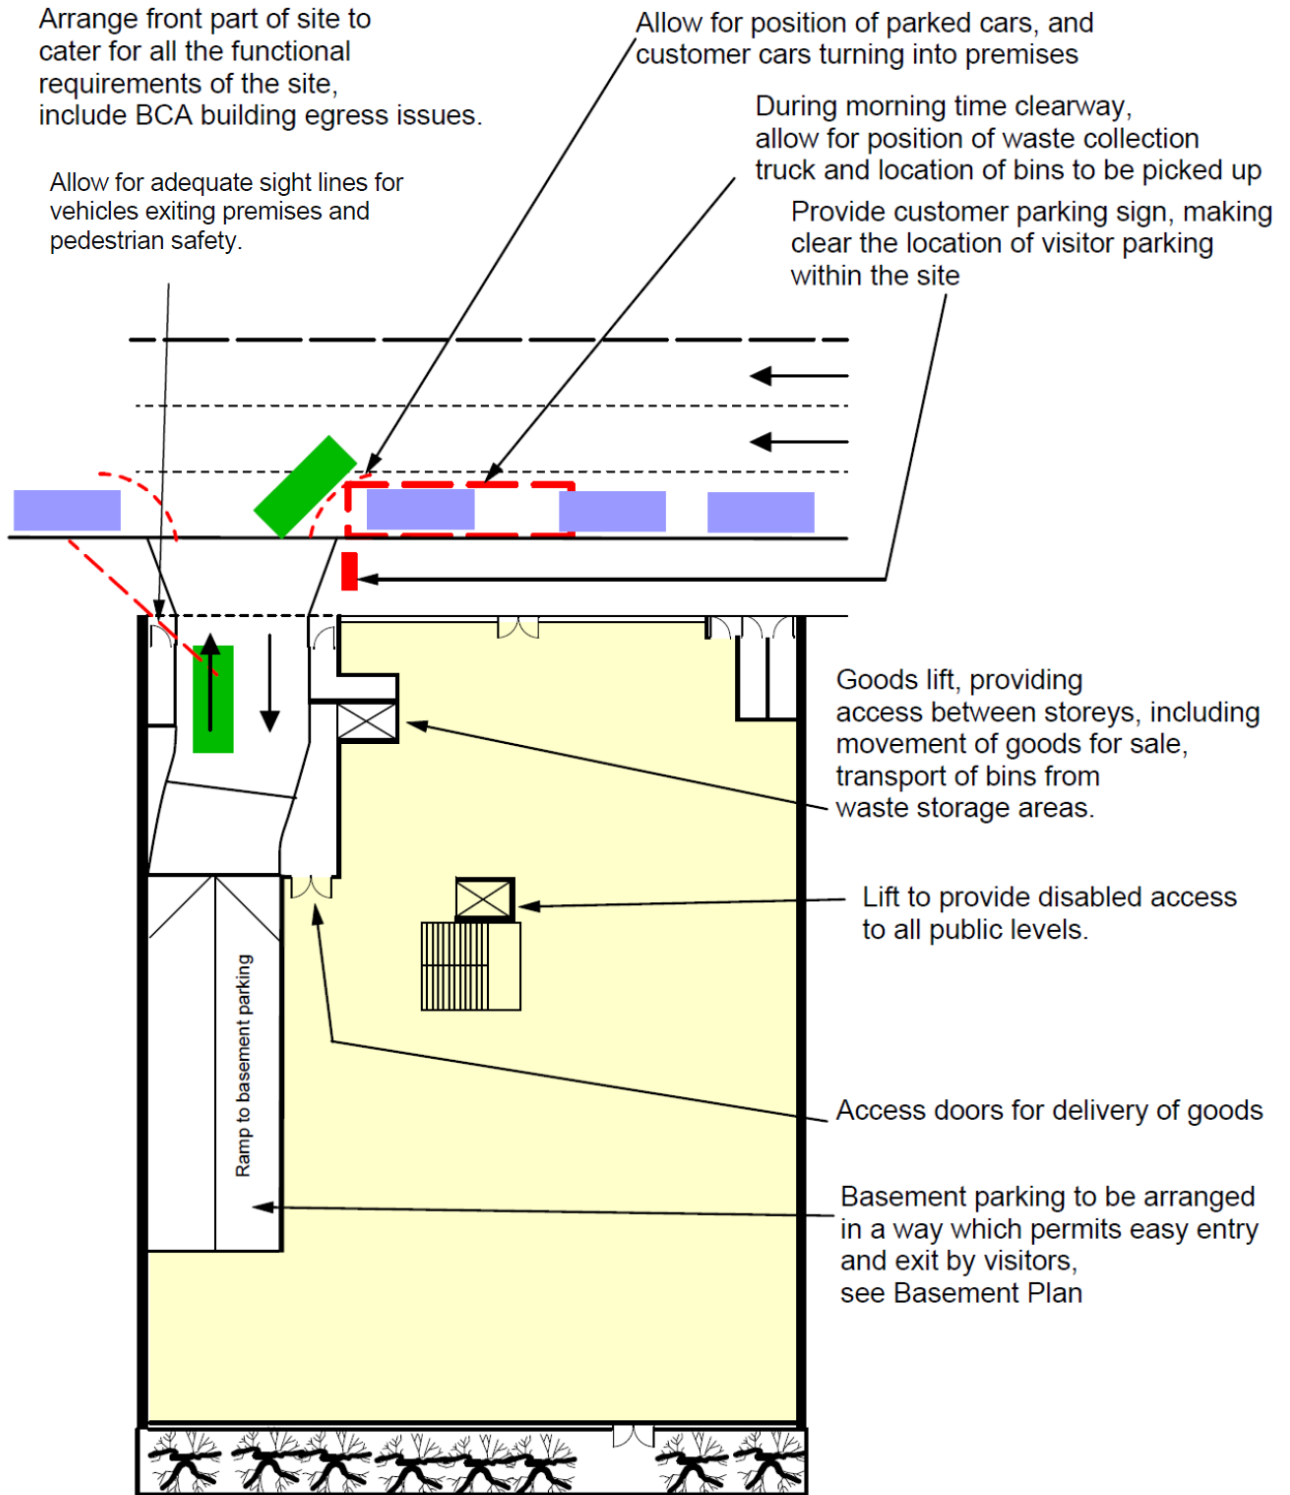 Arrange front part of site to
cater for all the functional
requirements of the site,
include BCA building egress issues.
Allow for position of parked cars, and
customer cars turning into premises
During morning time clearway,
allow for position of waste collection
truck and location of bins to be picked up
Allow for adequate sight lines for
vehicles exiting premises and
pedestrian safety.
Provide customer parking sign, making
clear the location of visitor parking
within the site
Goods lift, providing
access between storeys, including
movement of goods for sale,
transport of bins from
waste storage areas.
Lift to provide disabled access
to all public levels.
Ramp to basement parking
Access doors for delivery of goods
Basement parking to be arranged
in a way which permits easy entry
and exit by visitors,
see Basement Plan